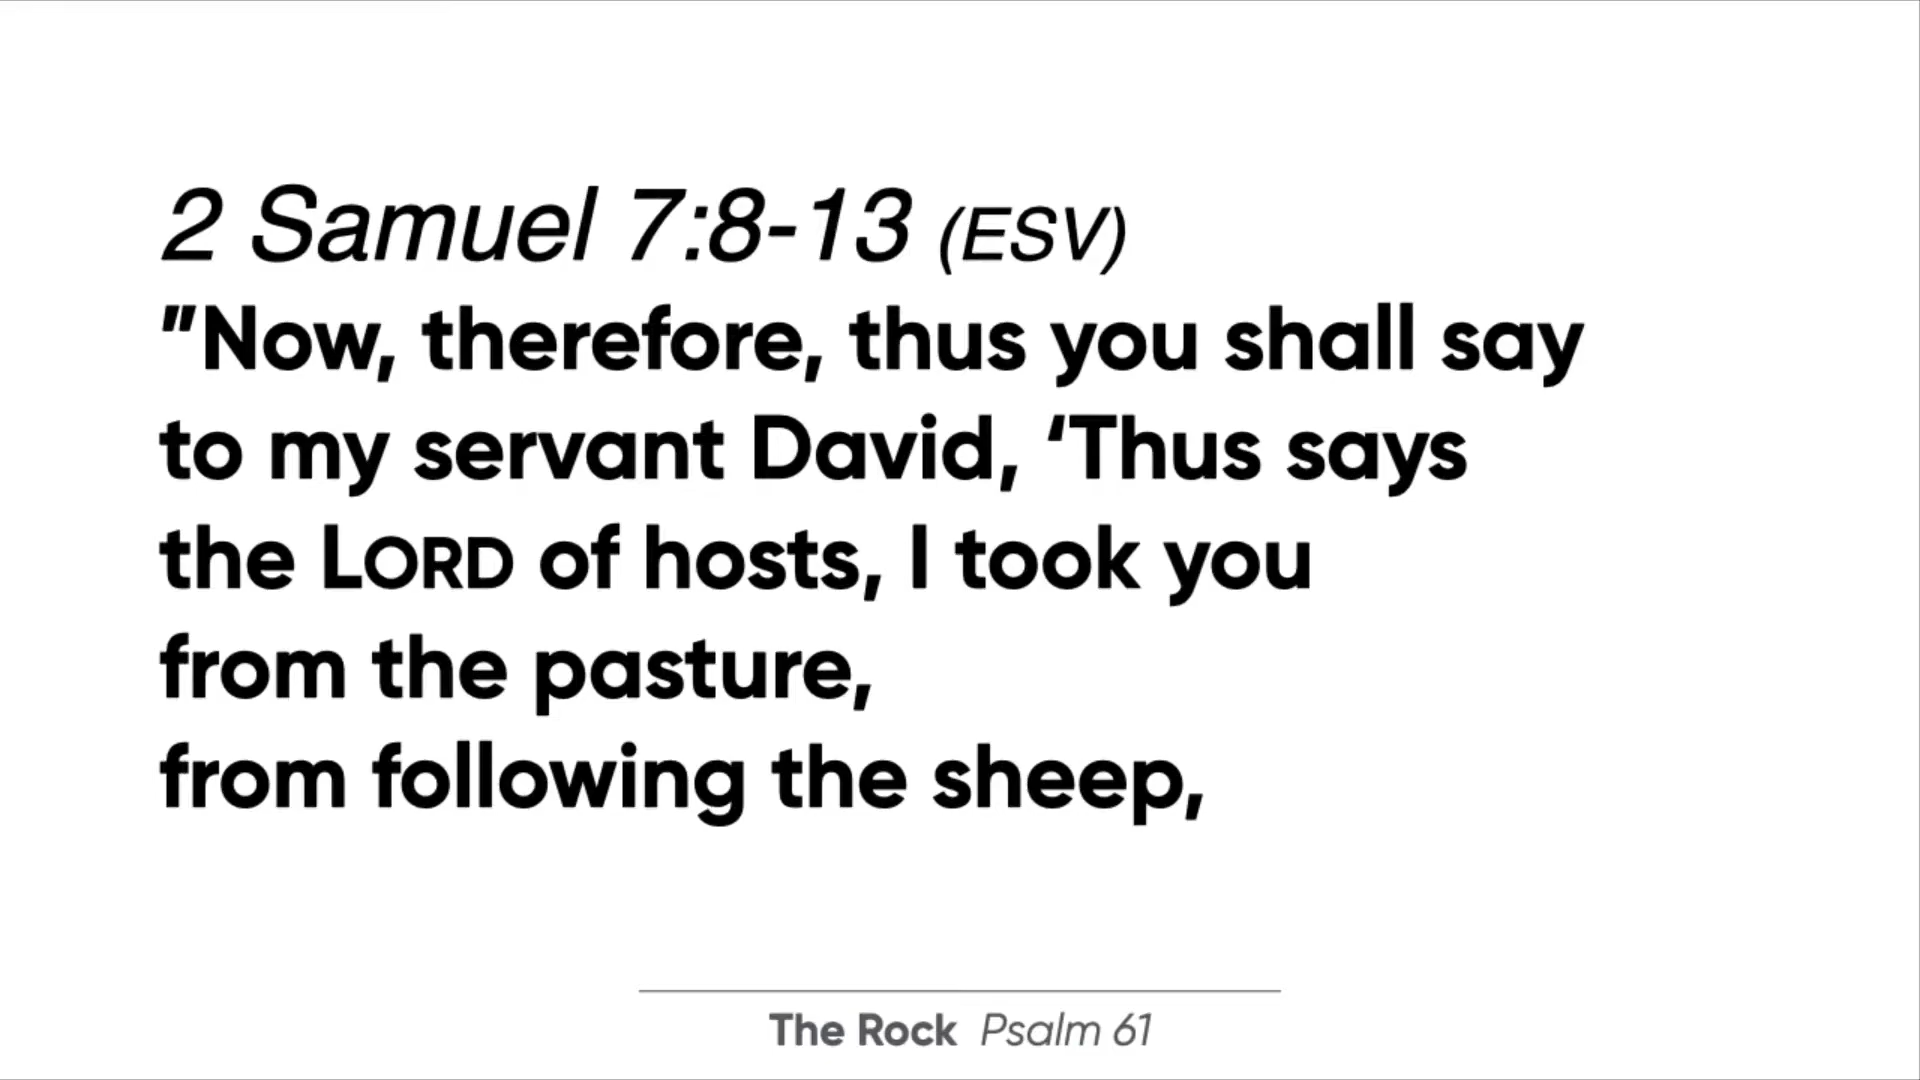 2 Samuel 7:8-13 (ESV)
"Now, therefore, thus you shall say
to my servant David, ‘Thus says
the LORD of hosts, I took you
from the pasture,
from following the sheep,
The Rock Psalm 61